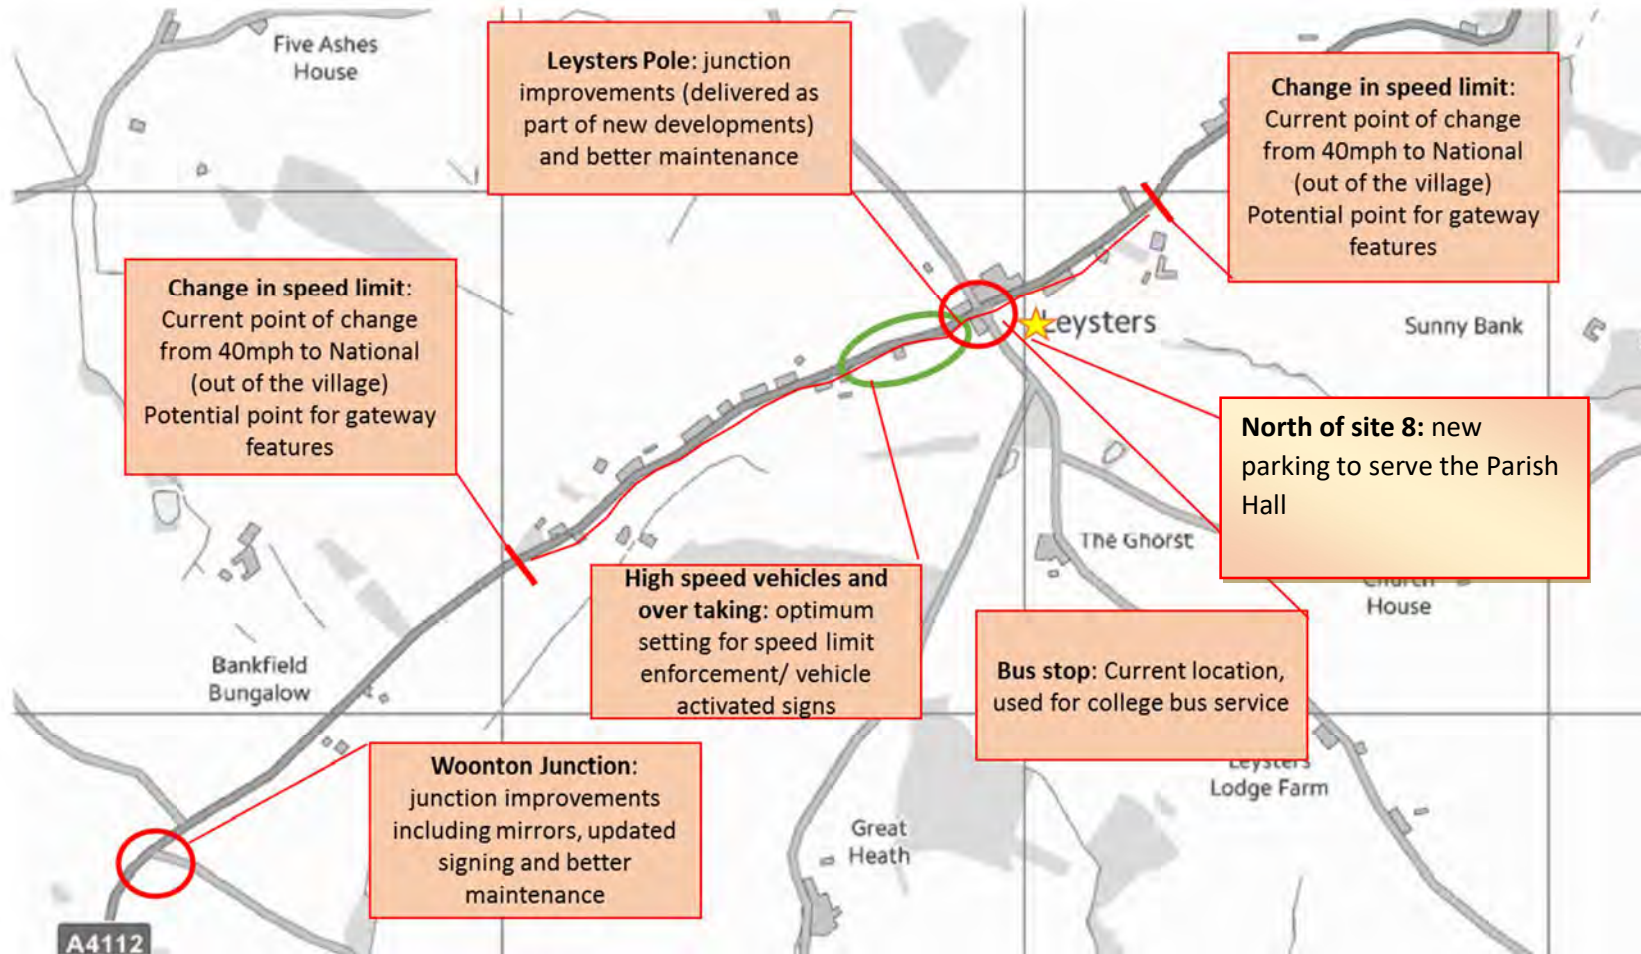 Five Ashes
House
Leysters Pole: junction
improvements (delivered as
part of new developments)
and better maintenance
Change in speed limit:
Current point of change
from 40mph to National
(out of the village)
Potential point for gateway
features
Change in speed limit:
Current point of change
from 40mph to National
(out of the village)
Potential point for gateway
features
Leysters
Sunny Bank
North of site 8: new
parking to serve the Parish
Hall
The Ghorst
Church
House
High speed vehicles and
over taking: optimum
setting for speed limit
enforcement/ vehicle
activated signs
Bus stop: Current location,
used for college bus service
Bankfield
Bungalow
Leysters
Lodge Farm
Woonton Junction:
junction improvements
including mirrors, updated
signing and better
maintenance
Great
Heath
A4112